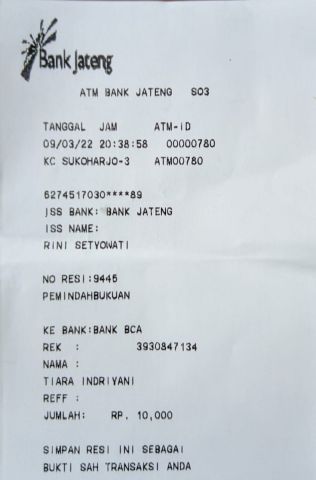 Bank Jateng
ATM BANK JATENG SO3
TANGGAL JAM ATM-iD
09/03/22 20:38:58 00000780
KC SUKOHARJO-3 ATM00780
6274517030****89
ISS BANK: BANK JATENG
ISS NAME:
RINI SETYOWATI
NO RESI:9445
PEMINDAHBUKUAN
KE BANK:BANK BCA
REK : 3930847134
NAMA :
TIARA INDRIYANI
REFF :
JUMLAH: RP. 10,000
SIMPAN RESI INI SEBAGAI
BUKTI SAH TRANSAKSI ANDA